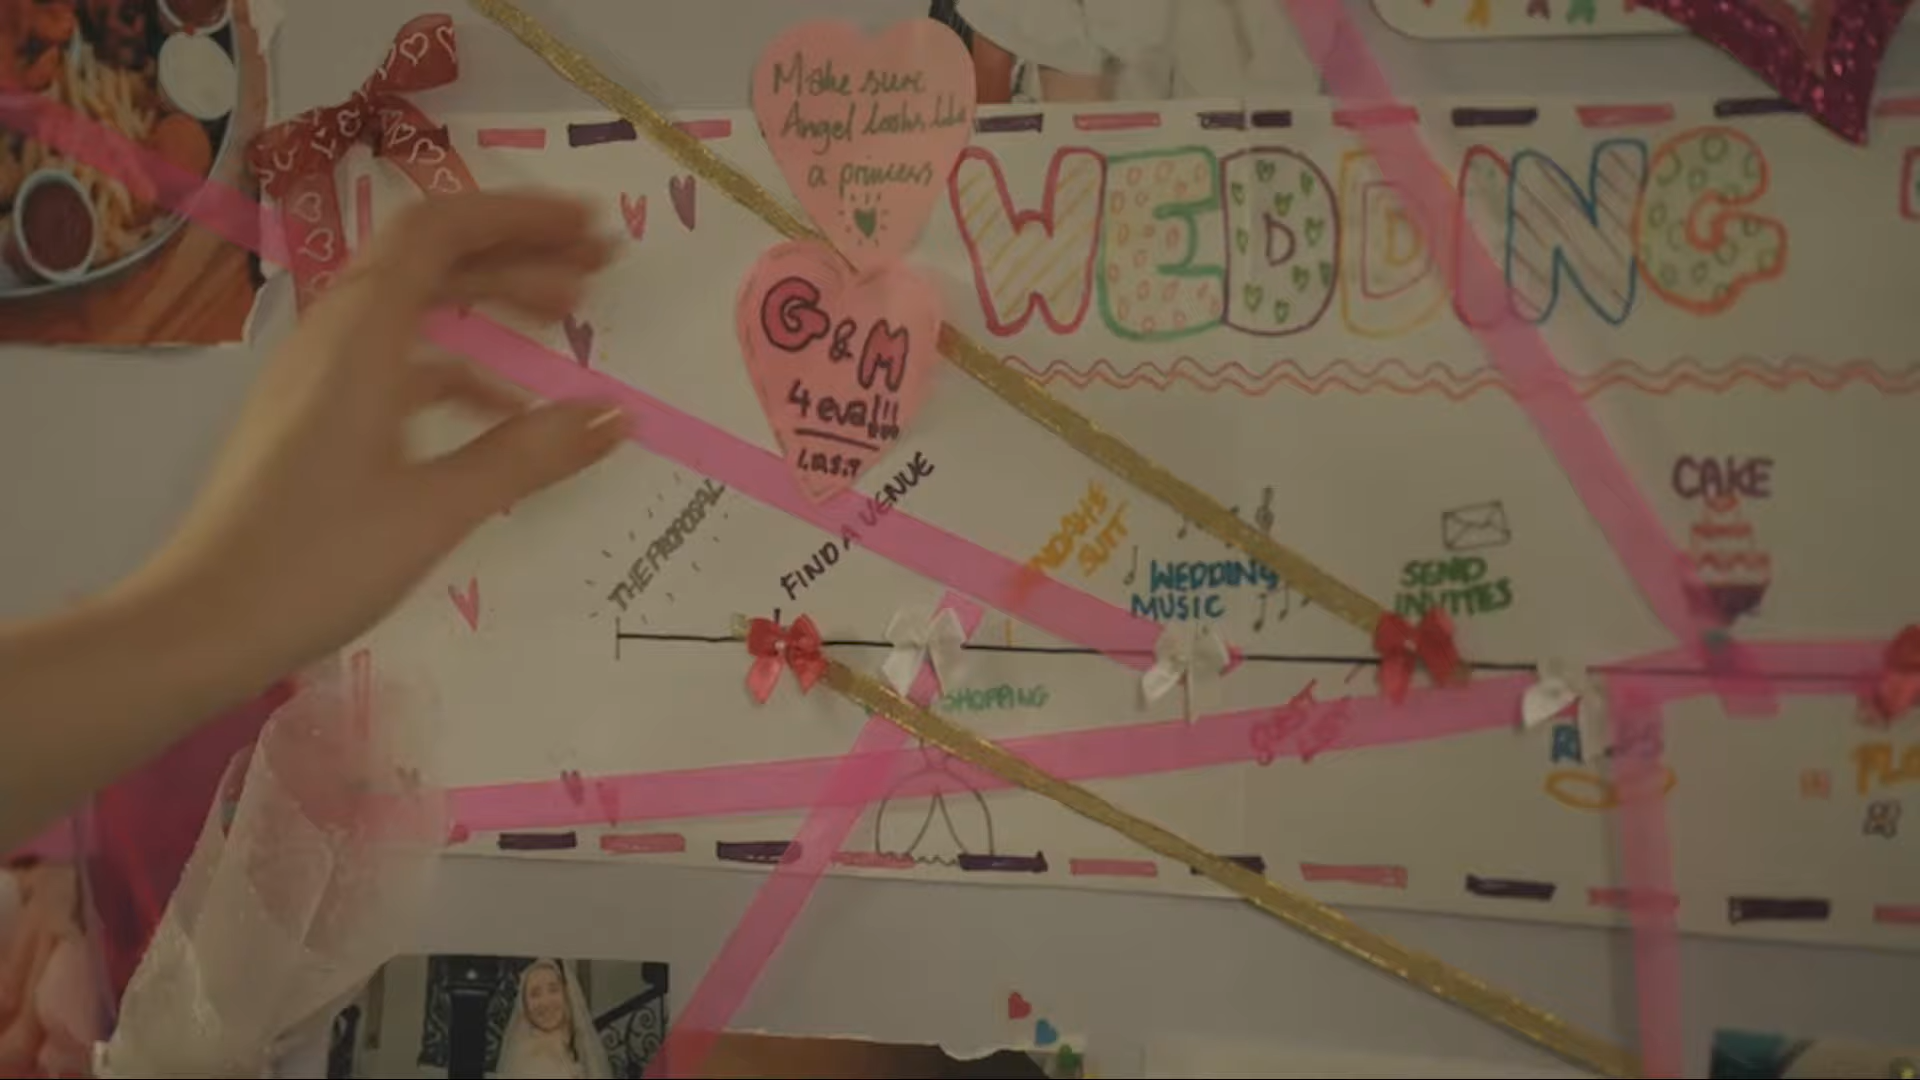 Make sure
Angel looks like
a princess
WEDDING
G & M
4 eva!!
THE PROPOSAL
FIND A VENUE
SUIT
WEDDING
MUSIC
SEND
INVITES
CAKE
SHOPPING